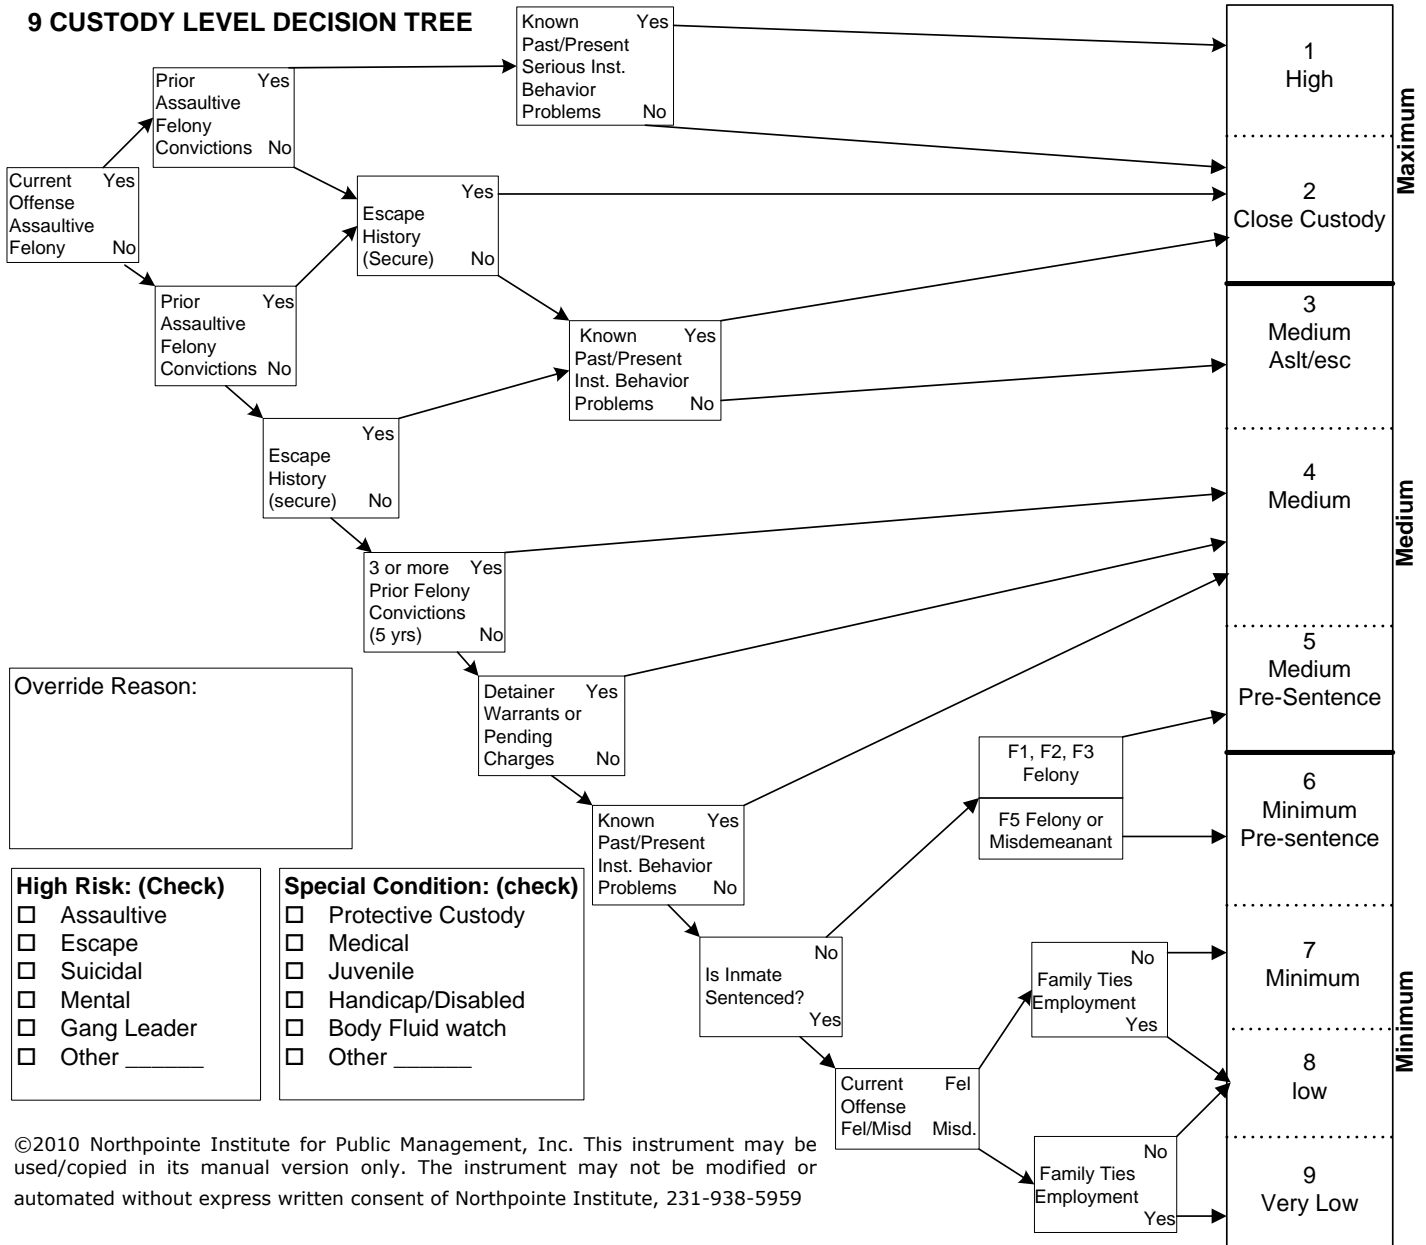 9 CUSTODY LEVEL DECISION TREE
Known Yes
Past/Present
Serious Inst.
Behavior
Problems No
Prior Yes
Assaultive
Felony
Convictions No
Current Yes
Offense
Assaultive
Felony No
Yes
Escape
History
(Secure) No
Prior Yes
Assaultive
Felony
Convictions No
Known Yes
Past/Present
Inst. Behavior
Problems No
Yes
Escape
History
(secure) No
3 or more Yes
Prior Felony
Convictions
(5 yrs) No
Detainer Yes
Warrants or
Pending
Charges No
Known Yes
Past/Present
Inst. Behavior
Problems No
F1, F2, F3
Felony
F5 Felony or
Misdemeanant
No
Is Inmate
Sentenced?
Yes
Current Fel
Offense
Fel/Misd Misd.
No
Family Ties
Employment
Yes
No
Family Ties
Employment
Yes
1
High
2
Close Custody
Maximum
3
Medium
Aslt/esc
4
Medium
5
Medium
Pre-Sentence
Medium
6
Minimum
Pre-sentence
7
Minimum
8
low
9
Very Low
Minimum
Override Reason:
High Risk: (Check)
☐ Assaultive
☐ Escape
☐ Suicidal
☐ Mental
☐ Gang Leader
☐ Other ______
Special Condition: (check)
☐ Protective Custody
☐ Medical
☐ Juvenile
☐ Handicap/Disabled
☐ Body Fluid watch
☐ Other ______
©2010 Northpointe Institute for Public Management, Inc. This instrument may be
used/copied in its manual version only. The instrument may not be modified or
automated without express written consent of Northpointe Institute, 231-938-5959